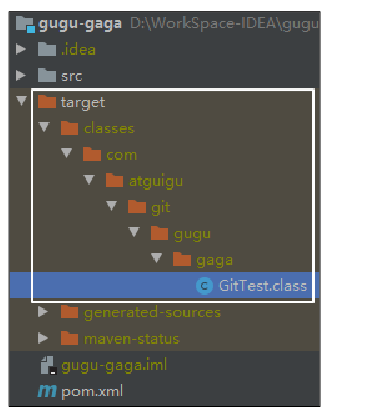 gugu-gaga D:\WorkSpace-IDEA\gugu
.idea
src
target
classes
com
atguigu
git
gugu
gaga
C GitTest.class
generated-sources
maven-status
gugu-gaga.iml
m pom.xml